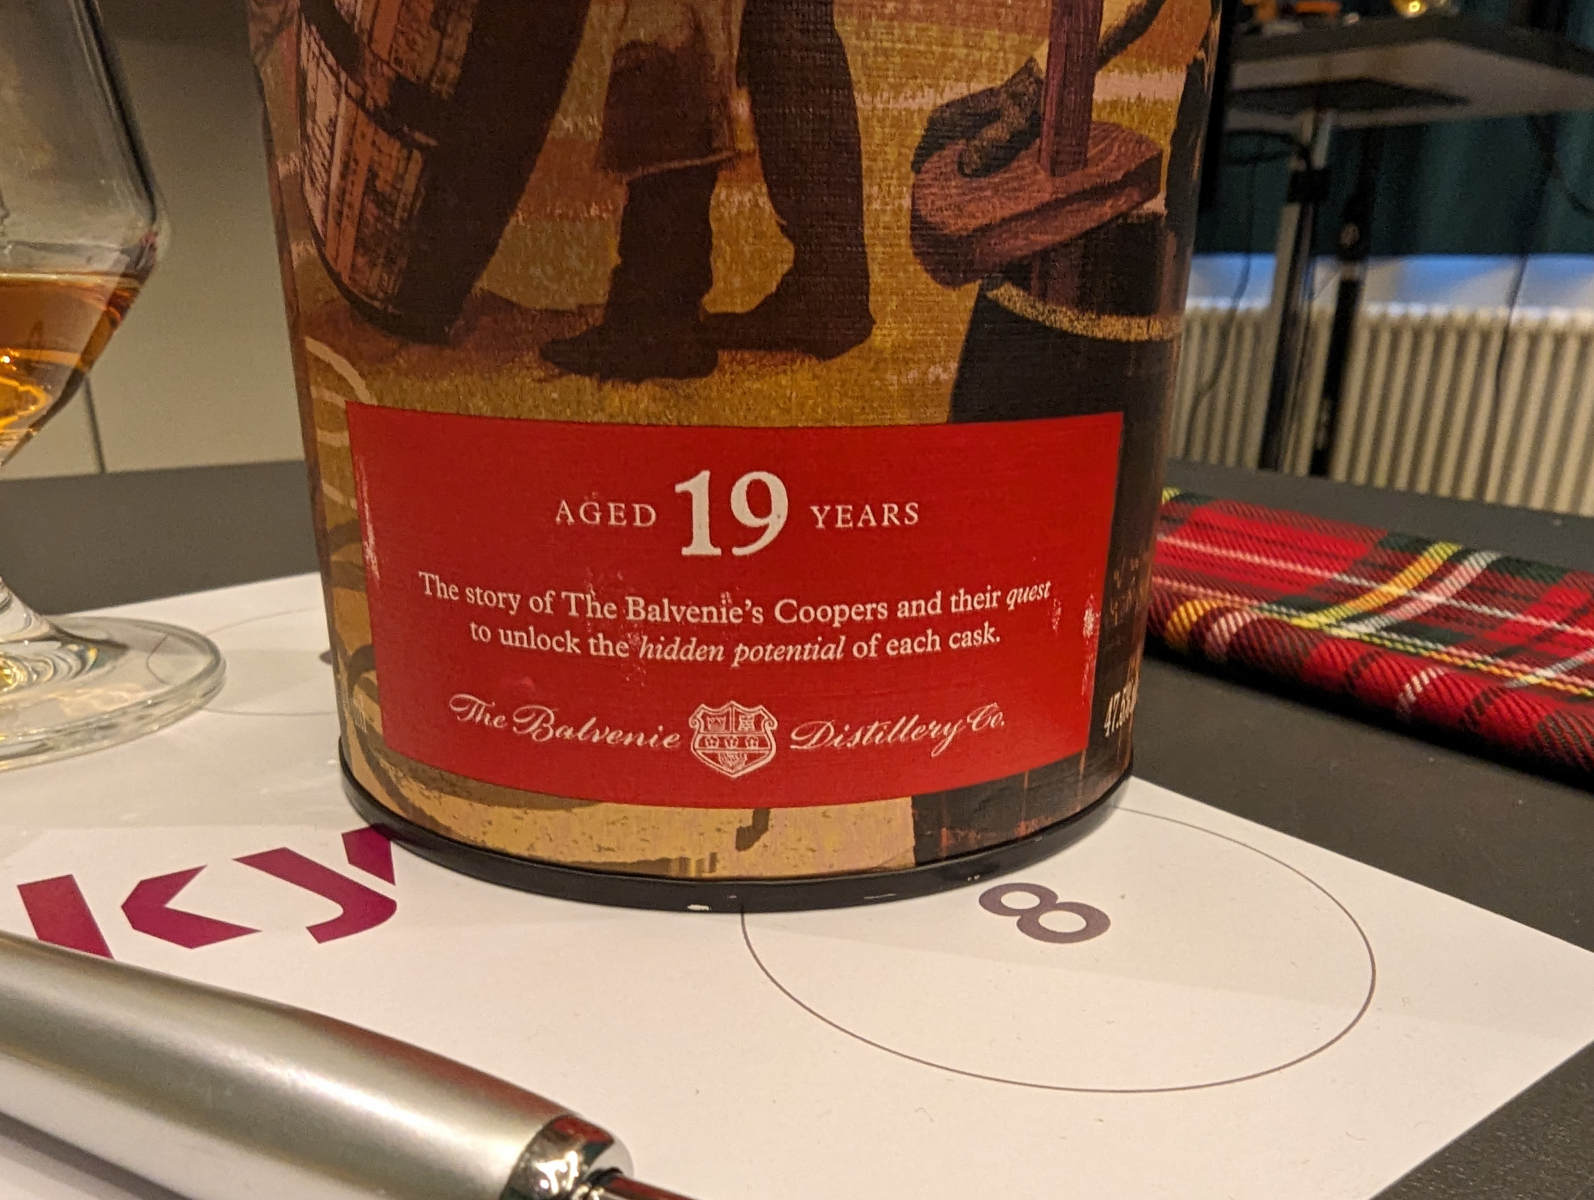 AGED 19 YEARS
The story of The Balvenie's Coopers and their quest
to unlock the hidden potential of each cask.
The Balvenie Distillery Co.
ky
8